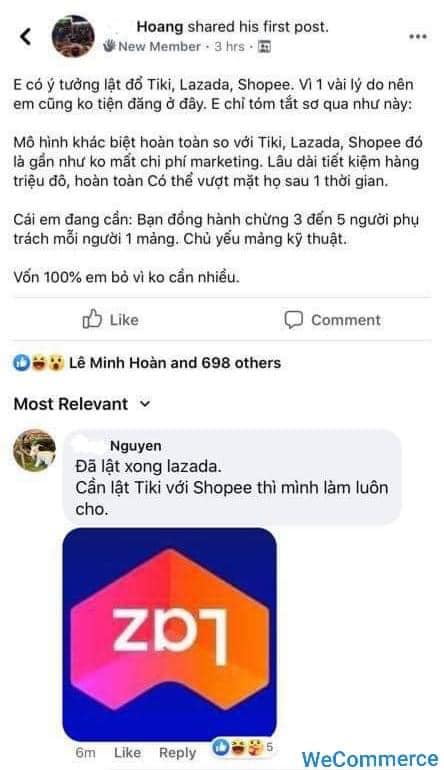 Hoang shared his first post.
New Member · 3 hrs ·
E có ý tưởng lật đổ Tiki, Lazada, Shopee. Vì 1 vài lý do nên
em cũng ko tiện đăng ở đây. E chỉ tóm tắt sơ qua như này:
Mô hình khác biệt hoàn toàn so với Tiki, Lazada, Shopee đó
là gần như ko mất chi phí marketing. Lâu dài tiết kiệm hàng
triệu đô, hoàn toàn Có thể vượt mặt họ sau 1 thời gian.
Cái em đang cần: Bạn đồng hành chừng 3 đến 5 người phụ
trách mỗi người 1 mảng. Chủ yếu mảng kỹ thuật.
Vốn 100% em bỏ vì ko cần nhiều.
Like
Comment
Lê Minh Hoàn and 698 others
Most Relevant
Nguyen
Đã lật xong lazada.
Cần lật Tiki với Shopee thì mình làm luôn
cho.
Laz
6m Like Reply 5
WeCommerce